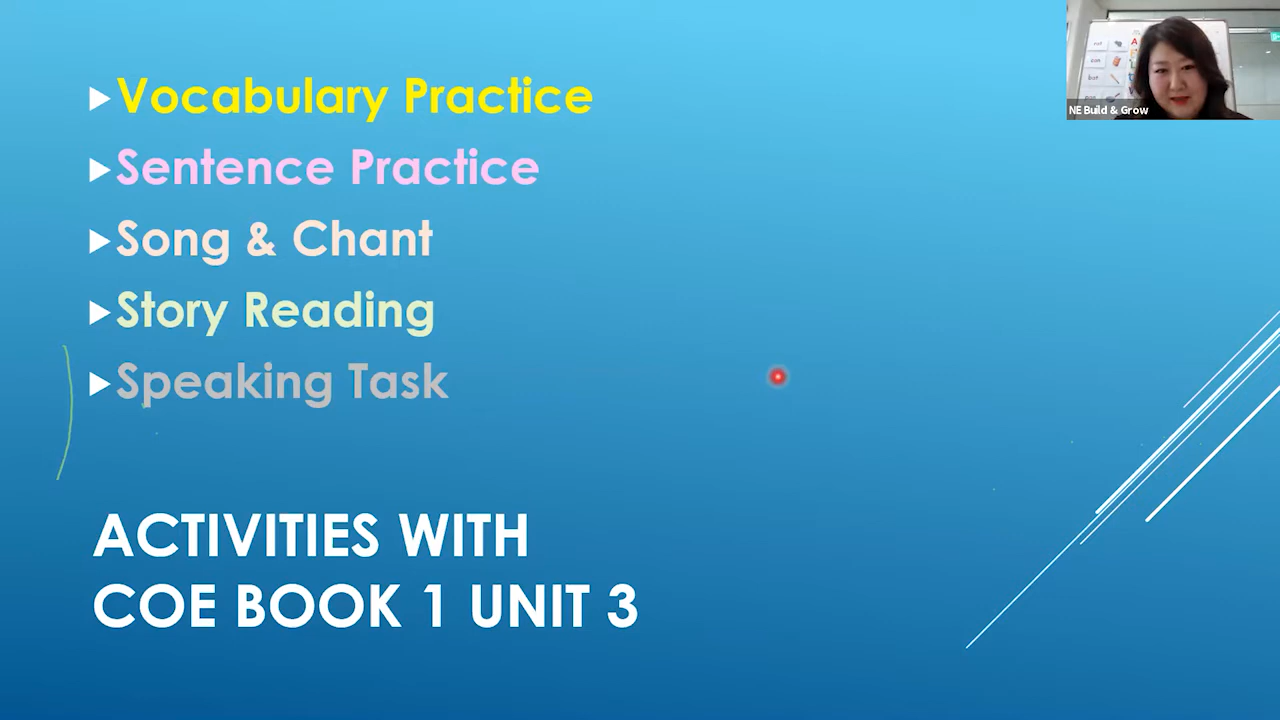 Vocabulary Practice
Sentence Practice
Song & Chant
Story Reading
Speaking Task
ACTIVITIES WITH
COE BOOK 1 UNIT 3
NE Build & Grow